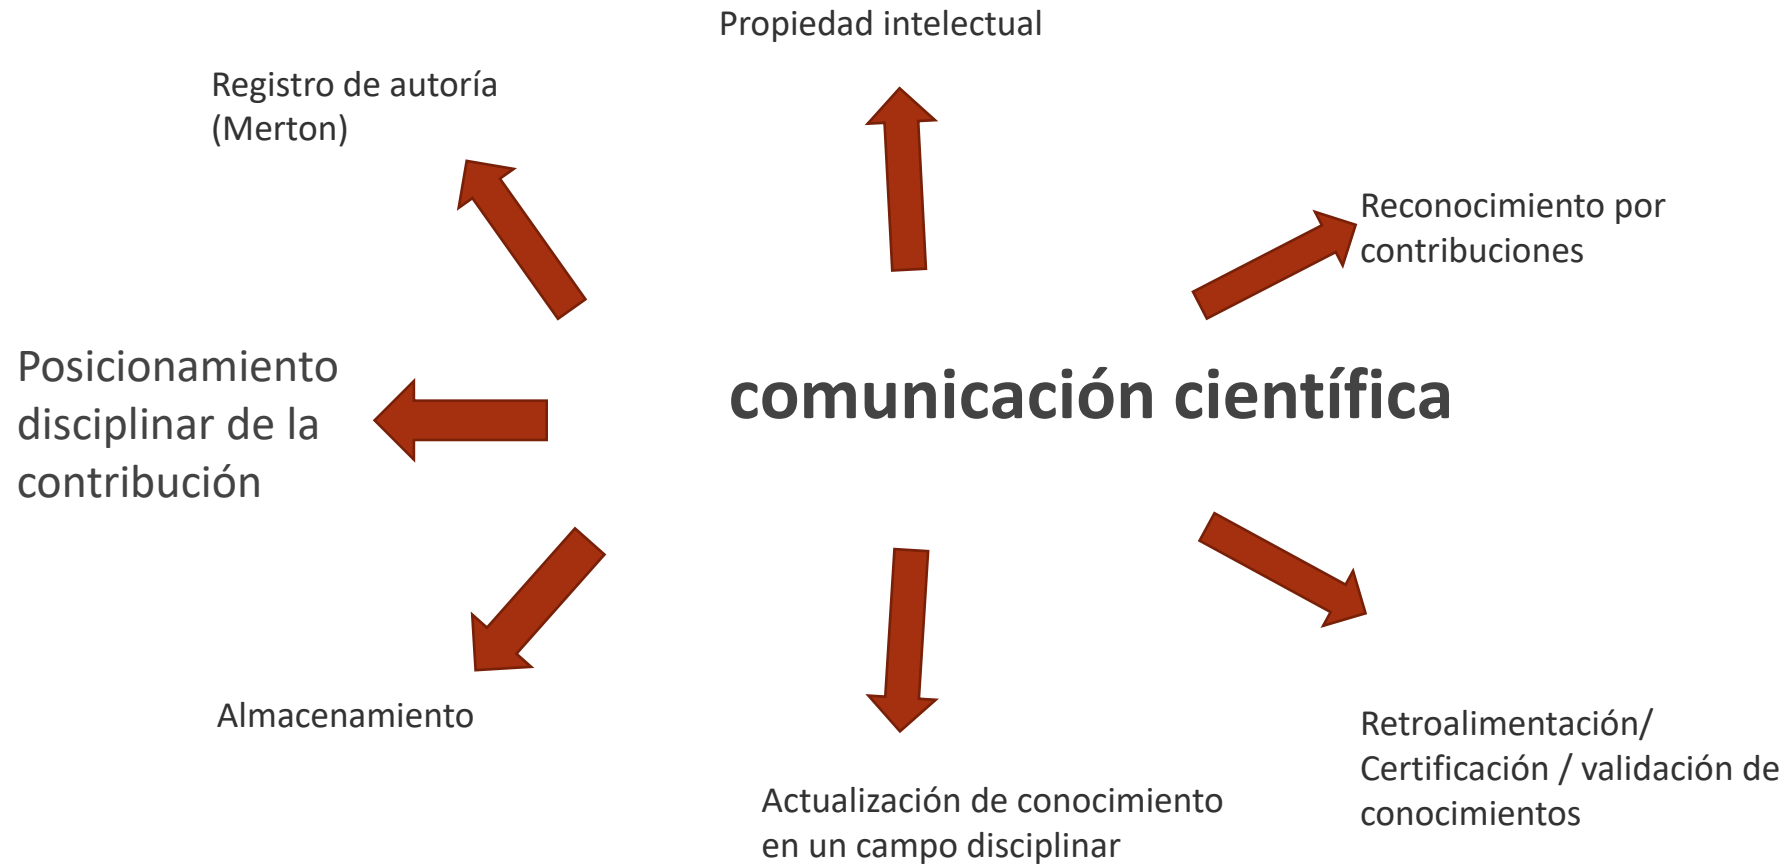 Propiedad intelectual
Registro de autoría
(Merton)
Reconocimiento por
contribuciones
Posicionamiento
disciplinar de la
contribución
comunicación científica
Almacenamiento
Retroalimentación/
Certificación / validación de
conocimientos
Actualización de conocimiento
en un campo disciplinar